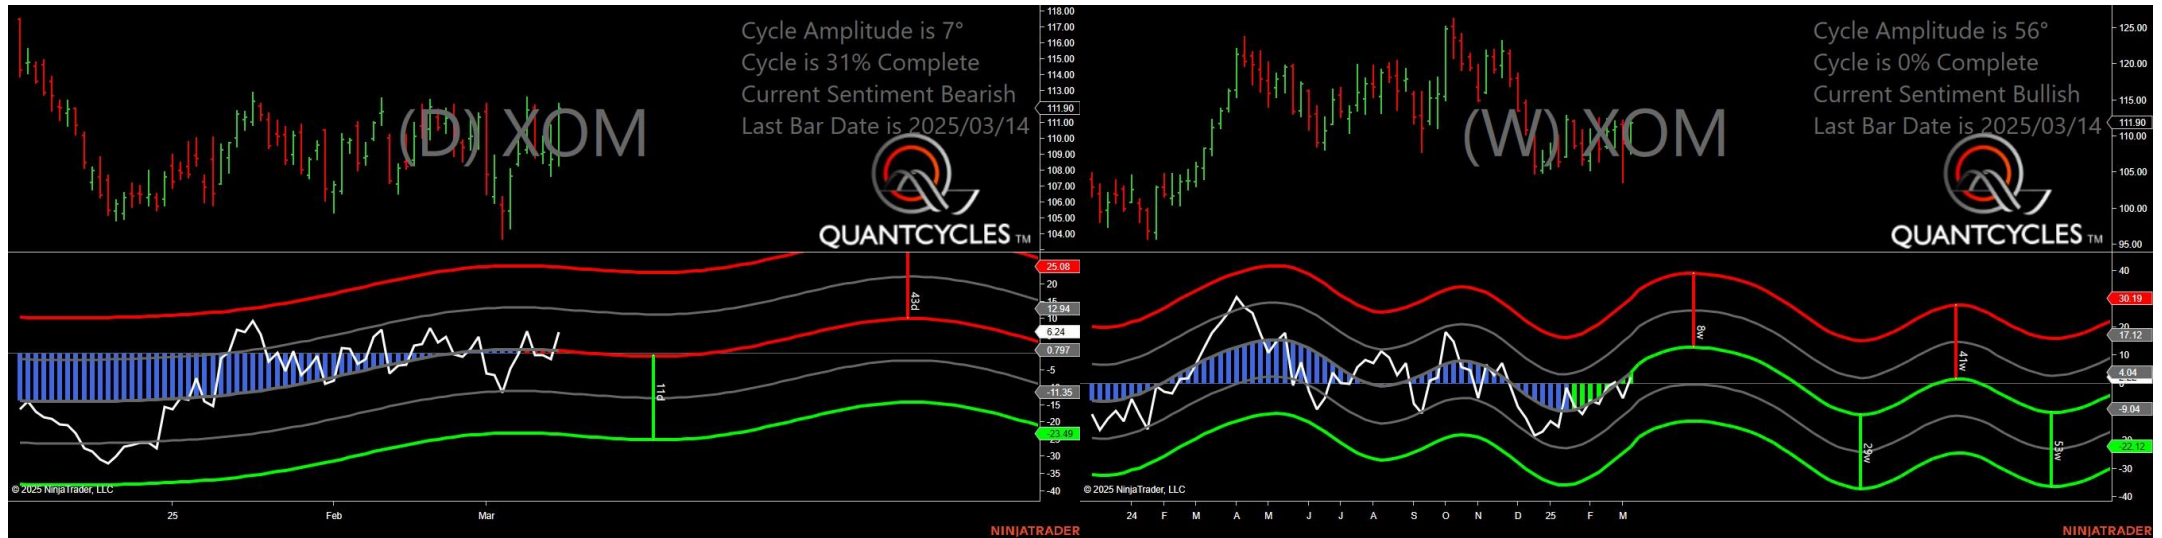 Cycle Amplitude is 7°
Cycle is 31% Complete
Current Sentiment Bearish
Last Bar Date is 2025/03/14
(D) XOM
QUANTCYCLES TM
118.00
117.00
116.00
115.00
114.00
113.00
111.90
111.00
110.00
109.00
108.00
107.00
106.00
105.00
104.00
25.08
20
15
12.94
10
6.24
0.797
-5
-11.35
-15
-20
-23.49
-30
-35
-40
43d
11d
© 2025 NinjaTrader, LLC
25 Feb Mar
NINJATRADER
Cycle Amplitude is 56°
Cycle is 0% Complete
Current Sentiment Bullish
Last Bar Date is 2025/03/14
(W) XOM
QUANTCYCLES TM
125.00
120.00
115.00
111.90
110.00
105.00
100.00
95.00
40
30.19
20
17.12
10
4.04
-9.04
-22.12
-30
-40
8w
41w
29w
53w
© 2025 NinjaTrader, LLC
24 F M A M J J A S O N D 25 F M
NINJATRADER